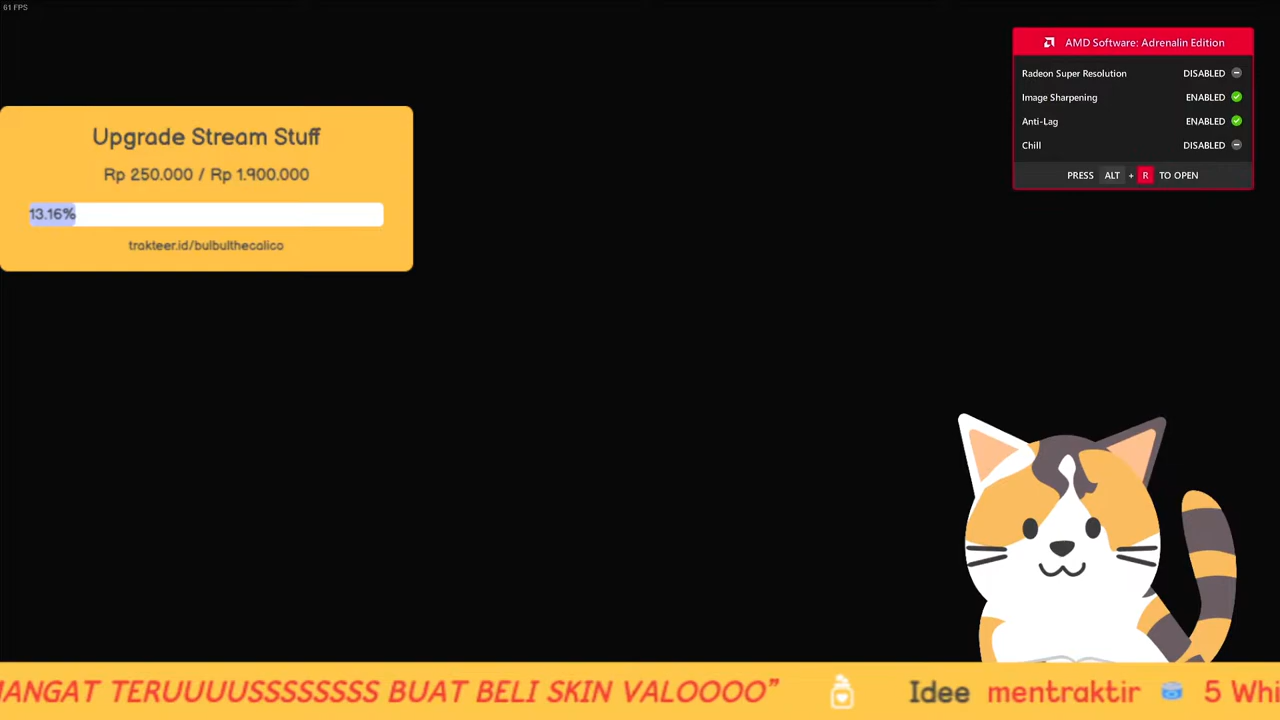 61 FPS
AMD Software: Adrenalin Edition
Radeon Super Resolution DISABLED
Image Sharpening ENABLED
Anti-Lag ENABLED
Chill DISABLED
PRESS ALT + R TO OPEN
Upgrade Stream Stuff
Rp 250.000 / Rp 1.900.000
13.16%
trakteer.id/bulbulthecalico
MANGAT TERUUUUSSSSSSSS BUAT BELI SKIN VALOOOO” Idee mentraktir 5 Whi